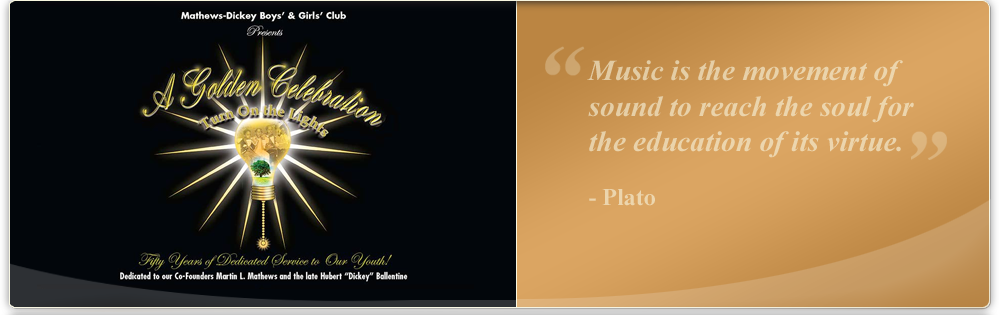 Mathews-Dickey Boys' & Girls' Club
Presents
A Golden Celebration
Turn On the Lights
Fifty Years of Dedicated Service to Our Youth!
Dedicated to our Co-Founders Martin L. Mathews and the late Hubert "Dickey" Ballentine
“Music is the movement of
sound to reach the soul for
the education of its virtue.”
- Plato